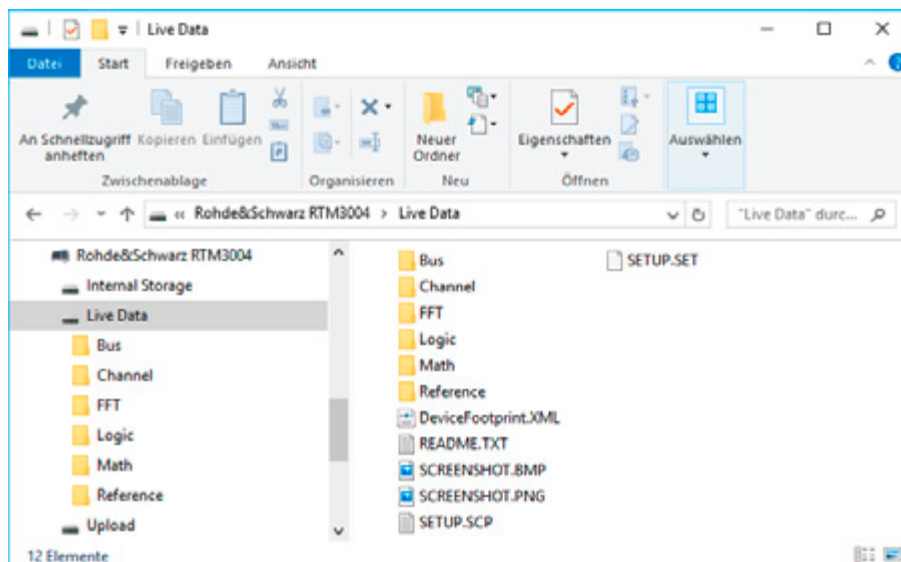 Live Data
Datei Start Freigeben Ansicht
An Schnellzugriff anheften
Kopieren
Einfügen
Neuer Ordner
Eigenschaften
Auswählen
Zwischenablage Organisieren Neu Öffnen
« Rohde&Schwarz RTM3004 > Live Data
"Live Data" durc...
Rohde&Schwarz RTM3004
Internal Storage
Live Data
Bus
Channel
FFT
Logic
Math
Reference
Upload
Bus
Channel
FFT
Logic
Math
Reference
DeviceFootprint.XML
README.TXT
SCREENSHOT.BMP
SCREENSHOT.PNG
SETUP.SCP
SETUP.SET
12 Elemente